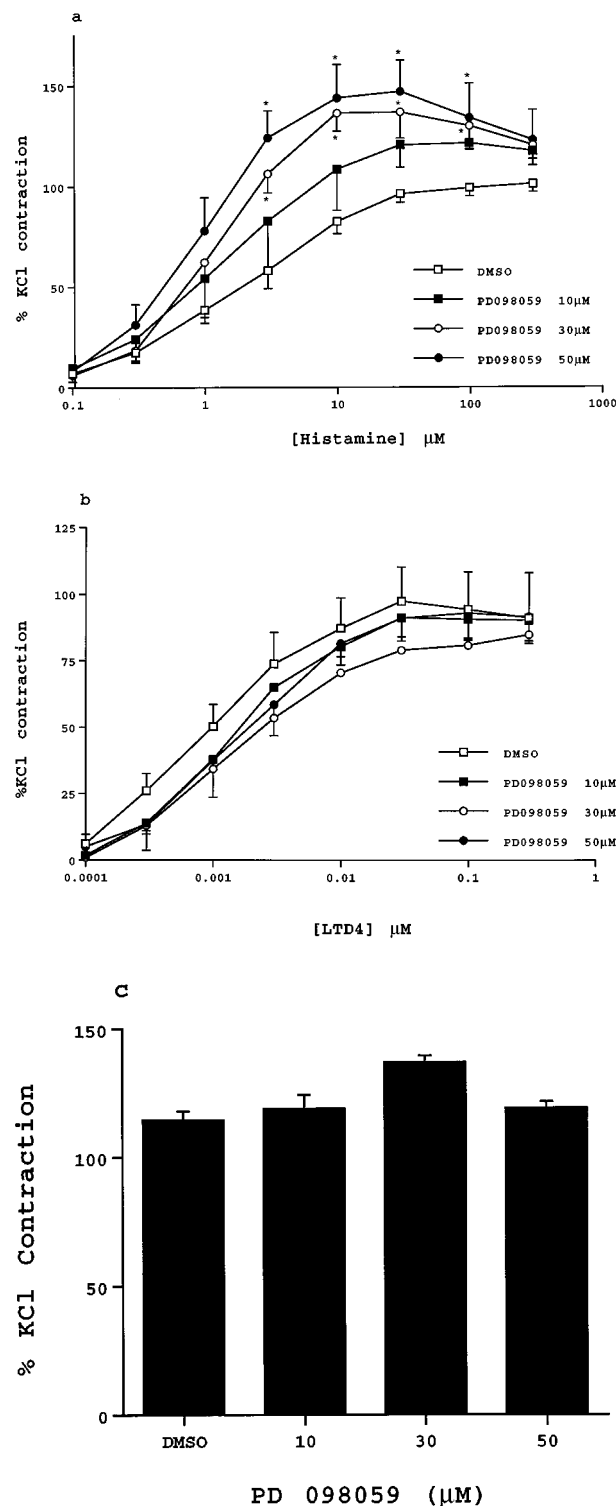 a
150
100
50
0
% KCl contraction
* * * *
* * *
* *
DMSO
PD098059 10µM
PD098059 30µM
PD098059 50µM
0.1 1 10 100 1000
[Histamine] µM
b
125
100
75
50
25
0
%KCl contraction
DMSO
PD098059 10µM
PD098059 30µM
PD098059 50µM
0.0001 0.001 0.01 0.1 1
[LTD4] µM
c
150
100
50
0
% KCl Contraction
DMSO 10 30 50
PD 098059 (µM)